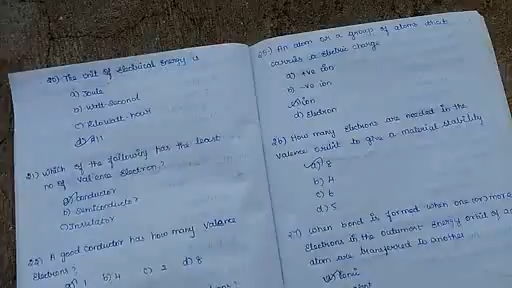 20) The unit of electrical energy is
a) Joule
b) Watt-second
c) Kilowatt-hour
d) All
21) Which of the following has the least
no of valence electron?
a) Conductor
b) Semiconductor
c) Insulator
22) A good conductor has how many valance
electrons?
a) 1 b) 4 c) 2 d) 8
25) An atom or a group of atoms that
carries a electric charge
a) +ve ion
b) -ve ion
c) ion
d) Electron
26) How many electrons are needed in the
valence orbit to give a material stability
a) 8
b) 4
c) 6
d) 5
27) When bond is formed when one (or) more
electrons in the outermost energy orbit of an
atom are transferred to another
a) Ionic